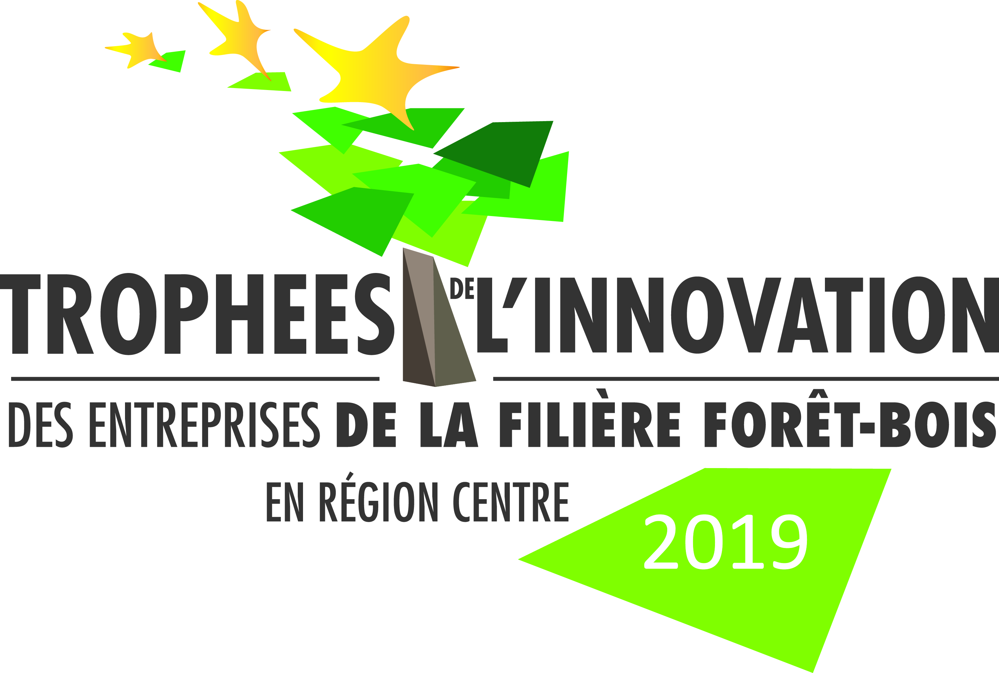 TROPHEES DE L'INNOVATION
DES ENTREPRISES DE LA FILIÈRE FORÊT-BOIS
EN RÉGION CENTRE
2019